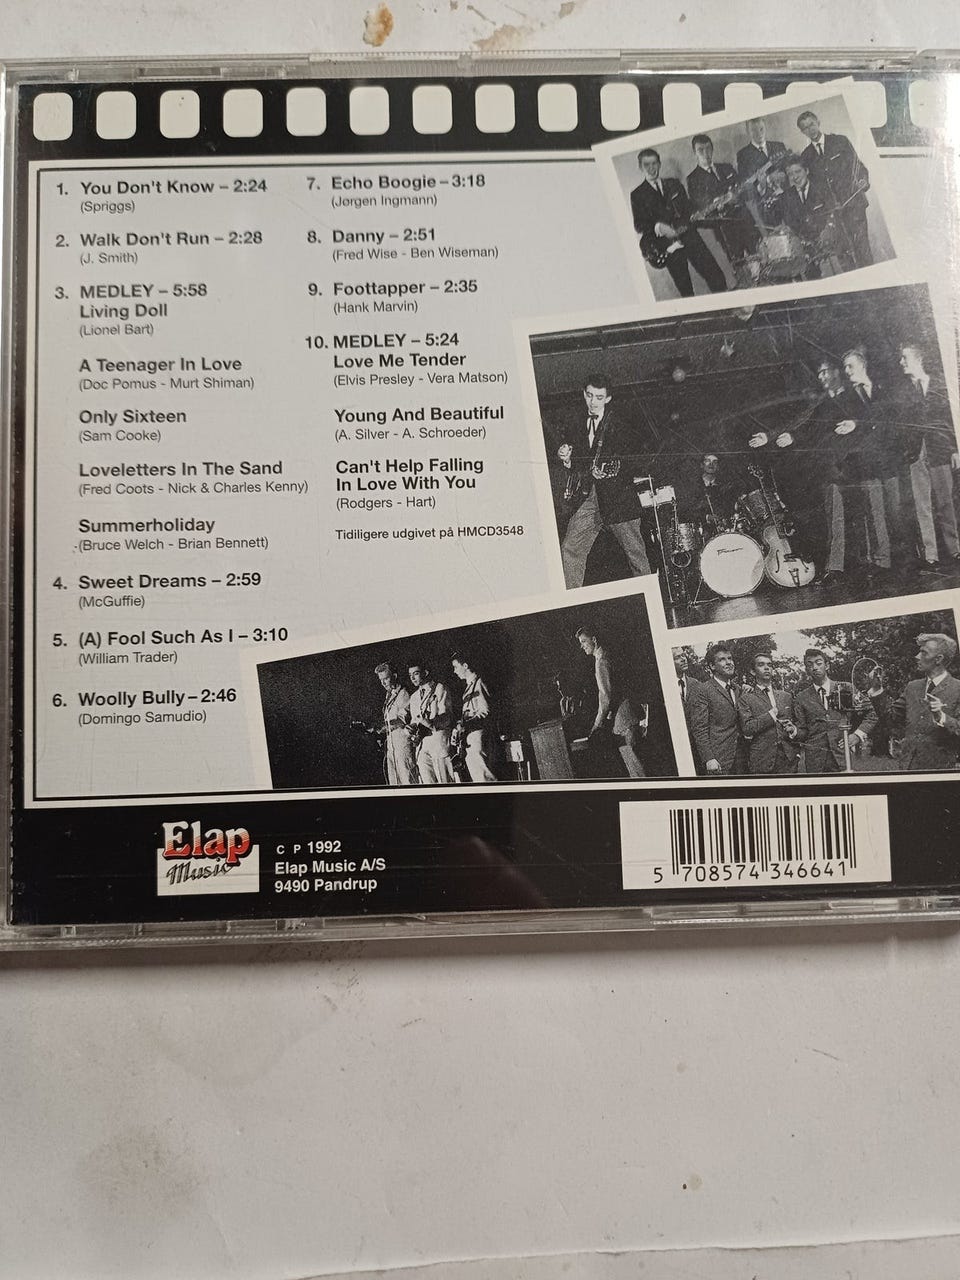 1. You Don't Know – 2:24
(Spriggs)
2. Walk Don't Run – 2:28
(J. Smith)
3. MEDLEY – 5:58
Living Doll
(Lionel Bart)
A Teenager In Love
(Doc Pomus - Murt Shiman)
Only Sixteen
(Sam Cooke)
Loveletters In The Sand
(Fred Coots - Nick & Charles Kenny)
Summerholiday
(Bruce Welch - Brian Bennett)
4. Sweet Dreams – 2:59
(McGuffie)
5. (A) Fool Such As I – 3:10
(William Trader)
6. Woolly Bully – 2:46
(Domingo Samudio)
7. Echo Boogie – 3:18
(Jørgen Ingmann)
8. Danny – 2:51
(Fred Wise - Ben Wiseman)
9. Foottapper – 2:35
(Hank Marvin)
10. MEDLEY – 5:24
Love Me Tender
(Elvis Presley - Vera Matson)
Young And Beautiful
(A. Silver - A. Schroeder)
Can't Help Falling
In Love With You
(Rodgers - Hart)
Tidiligere udgivet på HMCD3548
Elap
Music
C P 1992
Elap Music A/S
9490 Pandrup
5 708574 346641